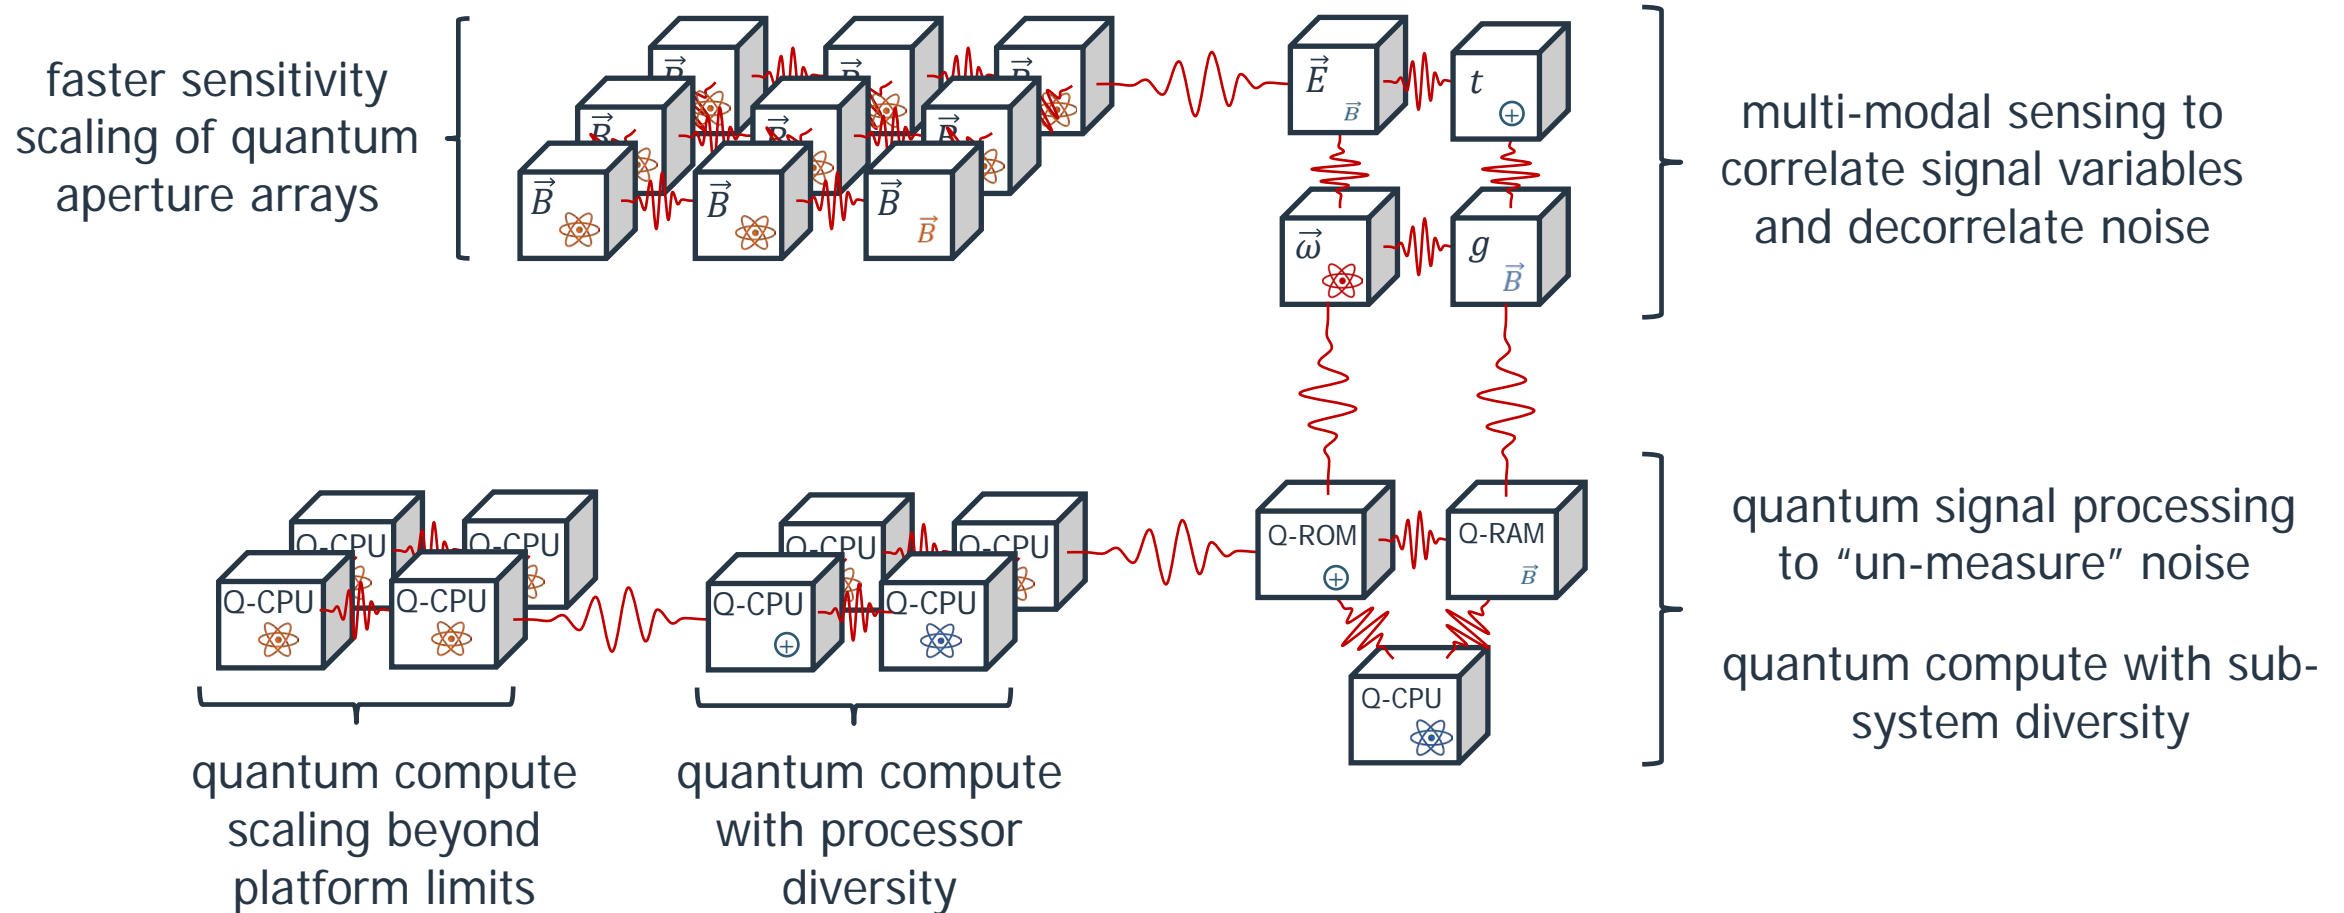 faster sensitivity
scaling of quantum
aperture arrays
B⃗
B⃗
B⃗
B⃗
B⃗
B⃗
B⃗
B⃗
B⃗
B⃗
E⃗
B⃗
t
+
ω⃗
g
B⃗
multi-modal sensing to
correlate signal variables
and decorrelate noise
Q-CPU
Q-CPU
Q-CPU
Q-CPU
Q-CPU
Q-CPU
Q-CPU
+
Q-CPU
Q-ROM
+
Q-RAM
B⃗
Q-CPU
quantum signal processing
to “un-measure” noise
quantum compute with sub-
system diversity
quantum compute
scaling beyond
platform limits
quantum compute
with processor
diversity